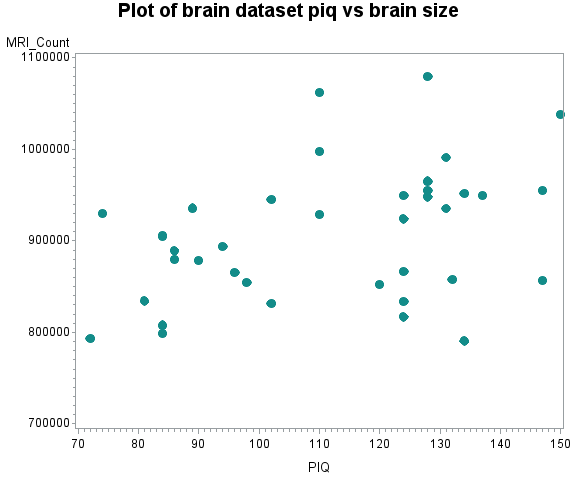 Plot of brain dataset piq vs brain size
MRI_Count
1100000
1000000
900000
800000
700000
70 80 90 100 110 120 130 140 150
PIQ